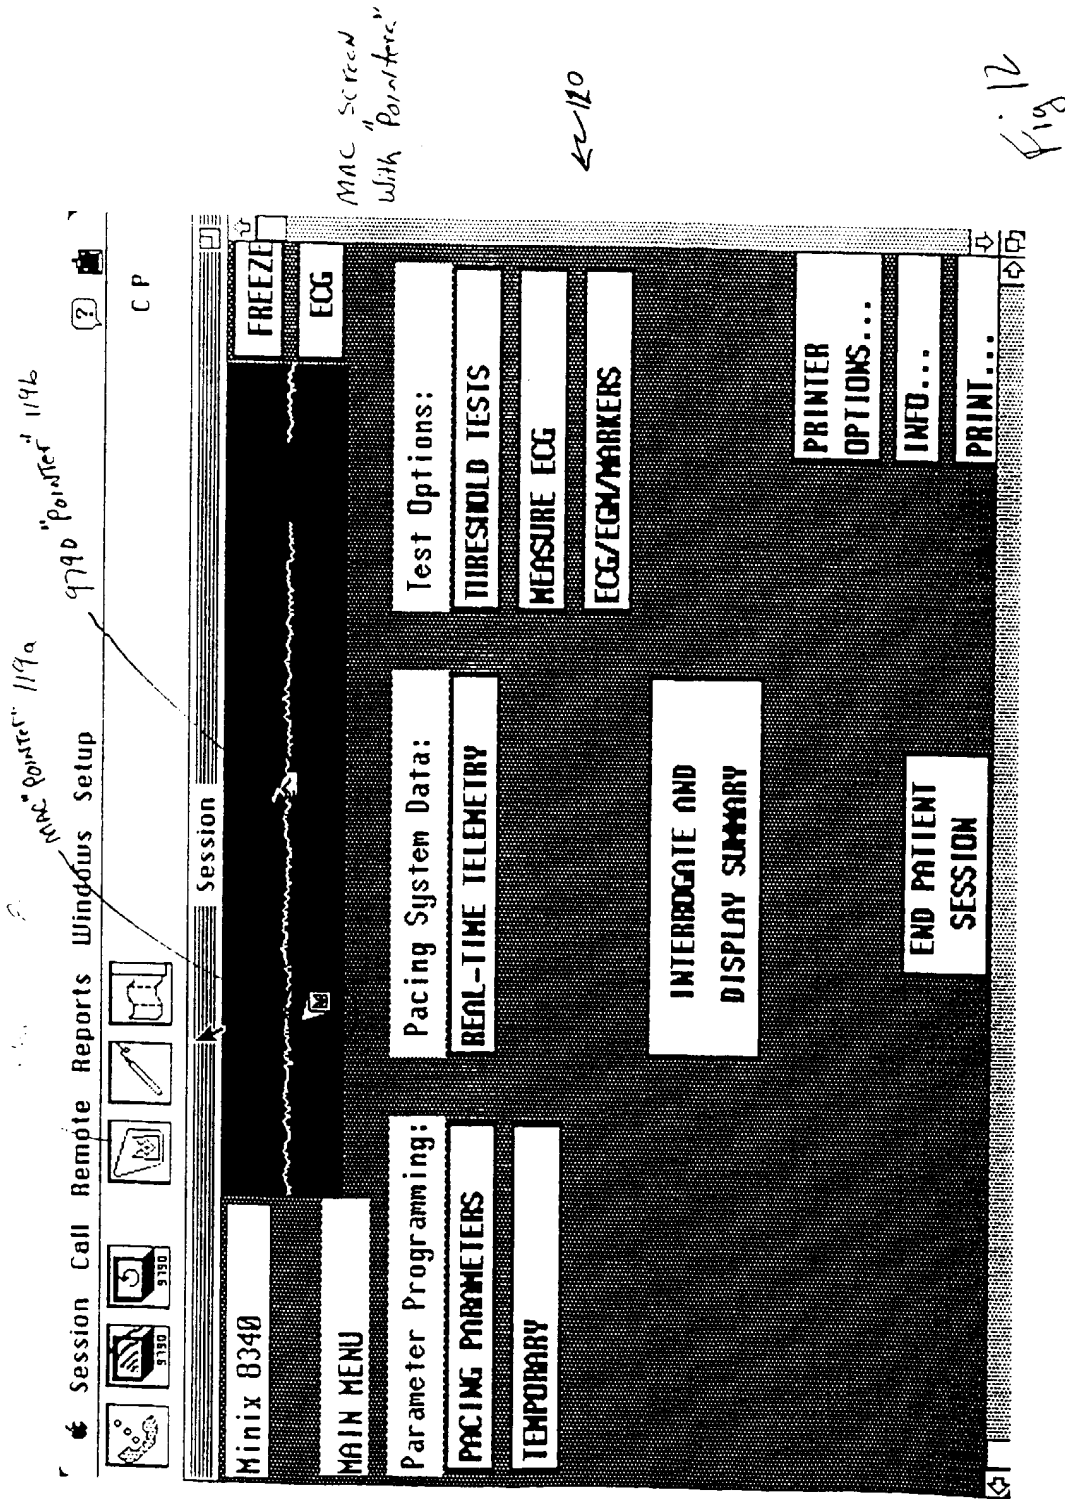 MAC "POINTER" 119a
9790 "POINTER" 119b
Session Call Remote Reports Windows Setup
?
9790
9790
C P
Session
Minix 8340
FREEZE
ECG
MAIN MENU
MAC SCREEN
With "Pointers"
Parameter Programming:
Pacing System Data:
Test Options:
PACING PARAMETERS
REAL-TIME TELEMETRY
THRESHOLD TESTS
TEMPORARY
MEASURE ECG
ECG/EGM/MARKERS
120
INTERROGATE AND
DISPLAY SUMMARY
PRINTER
OPTIONS...
INFO...
END PATIENT
SESSION
PRINT...
Fig 12